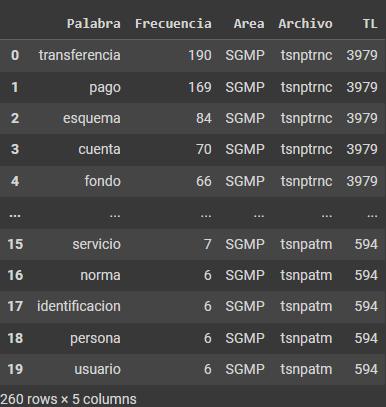 Palabra Frecuencia Area Archivo TL
0 transferencia 190 SGMP tsnptrnc 3979
1 pago 169 SGMP tsnptrnc 3979
2 esquema 84 SGMP tsnptrnc 3979
3 cuenta 70 SGMP tsnptrnc 3979
4 fondo 66 SGMP tsnptrnc 3979
... ... ... ... ... ...
15 servicio 7 SGMP tsnpatm 594
16 norma 6 SGMP tsnpatm 594
17 identificacion 6 SGMP tsnpatm 594
18 persona 6 SGMP tsnpatm 594
19 usuario 6 SGMP tsnpatm 594
260 rows × 5 columns